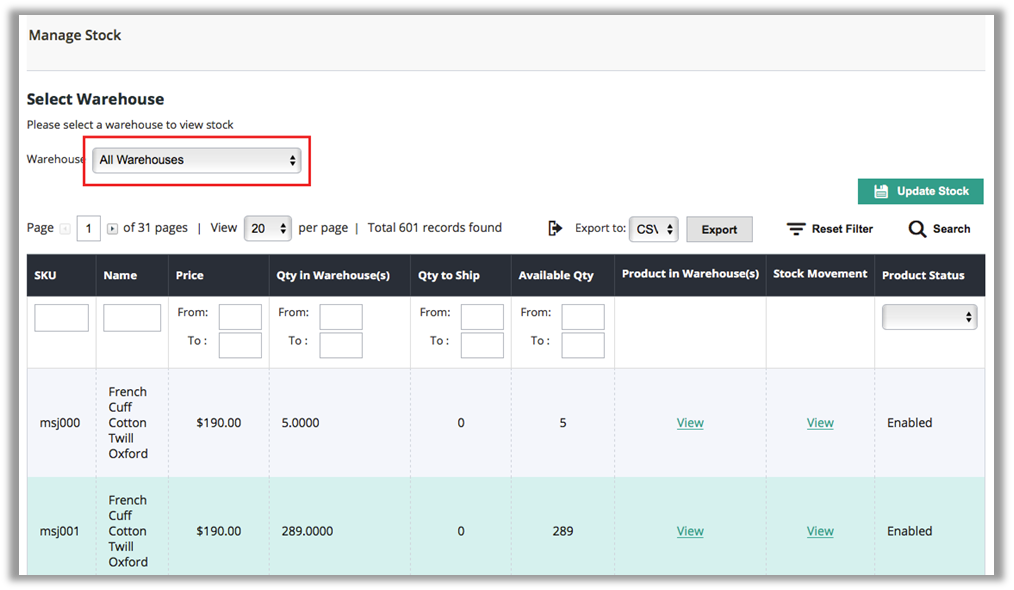 Manage Stock
Select Warehouse
Please select a warehouse to view stock
Warehouse All Warehouses
Update Stock
Page 1 of 31 pages | View 20 per page | Total 601 records found Export to: CSV Export Reset Filter Search
SKU Name Price Qty in Warehouse(s) Qty to Ship Available Qty Product in Warehouse(s) Stock Movement Product Status
From: From: From: From:
To : To : To : To :
French
Cuff
msj000 Cotton $190.00 5.0000 0 5 View View Enabled
Twill
Oxford
French
Cuff
msj001 Cotton $190.00 289.0000 0 289 View View Enabled
Twill
Oxford